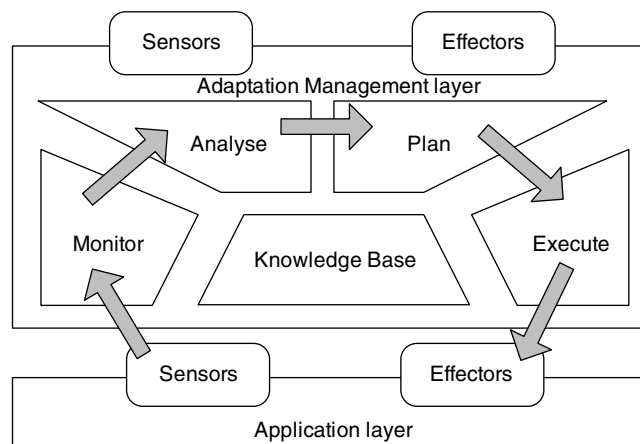 Sensors
Effectors
Adaptation Management layer
Analyse
Plan
Monitor
Knowledge Base
Execute
Sensors
Effectors
Application layer